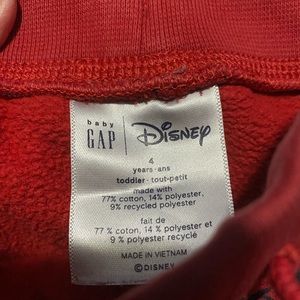 baby
GAP | Disney
4
years·ans
toddler·tout-petit
made with
77% cotton, 14% polyester,
9% recycled polyester
fait de
77 % cotton, 14 % polyester et
9 % polyester recyclé
MADE IN VIETNAM
©DISNEY